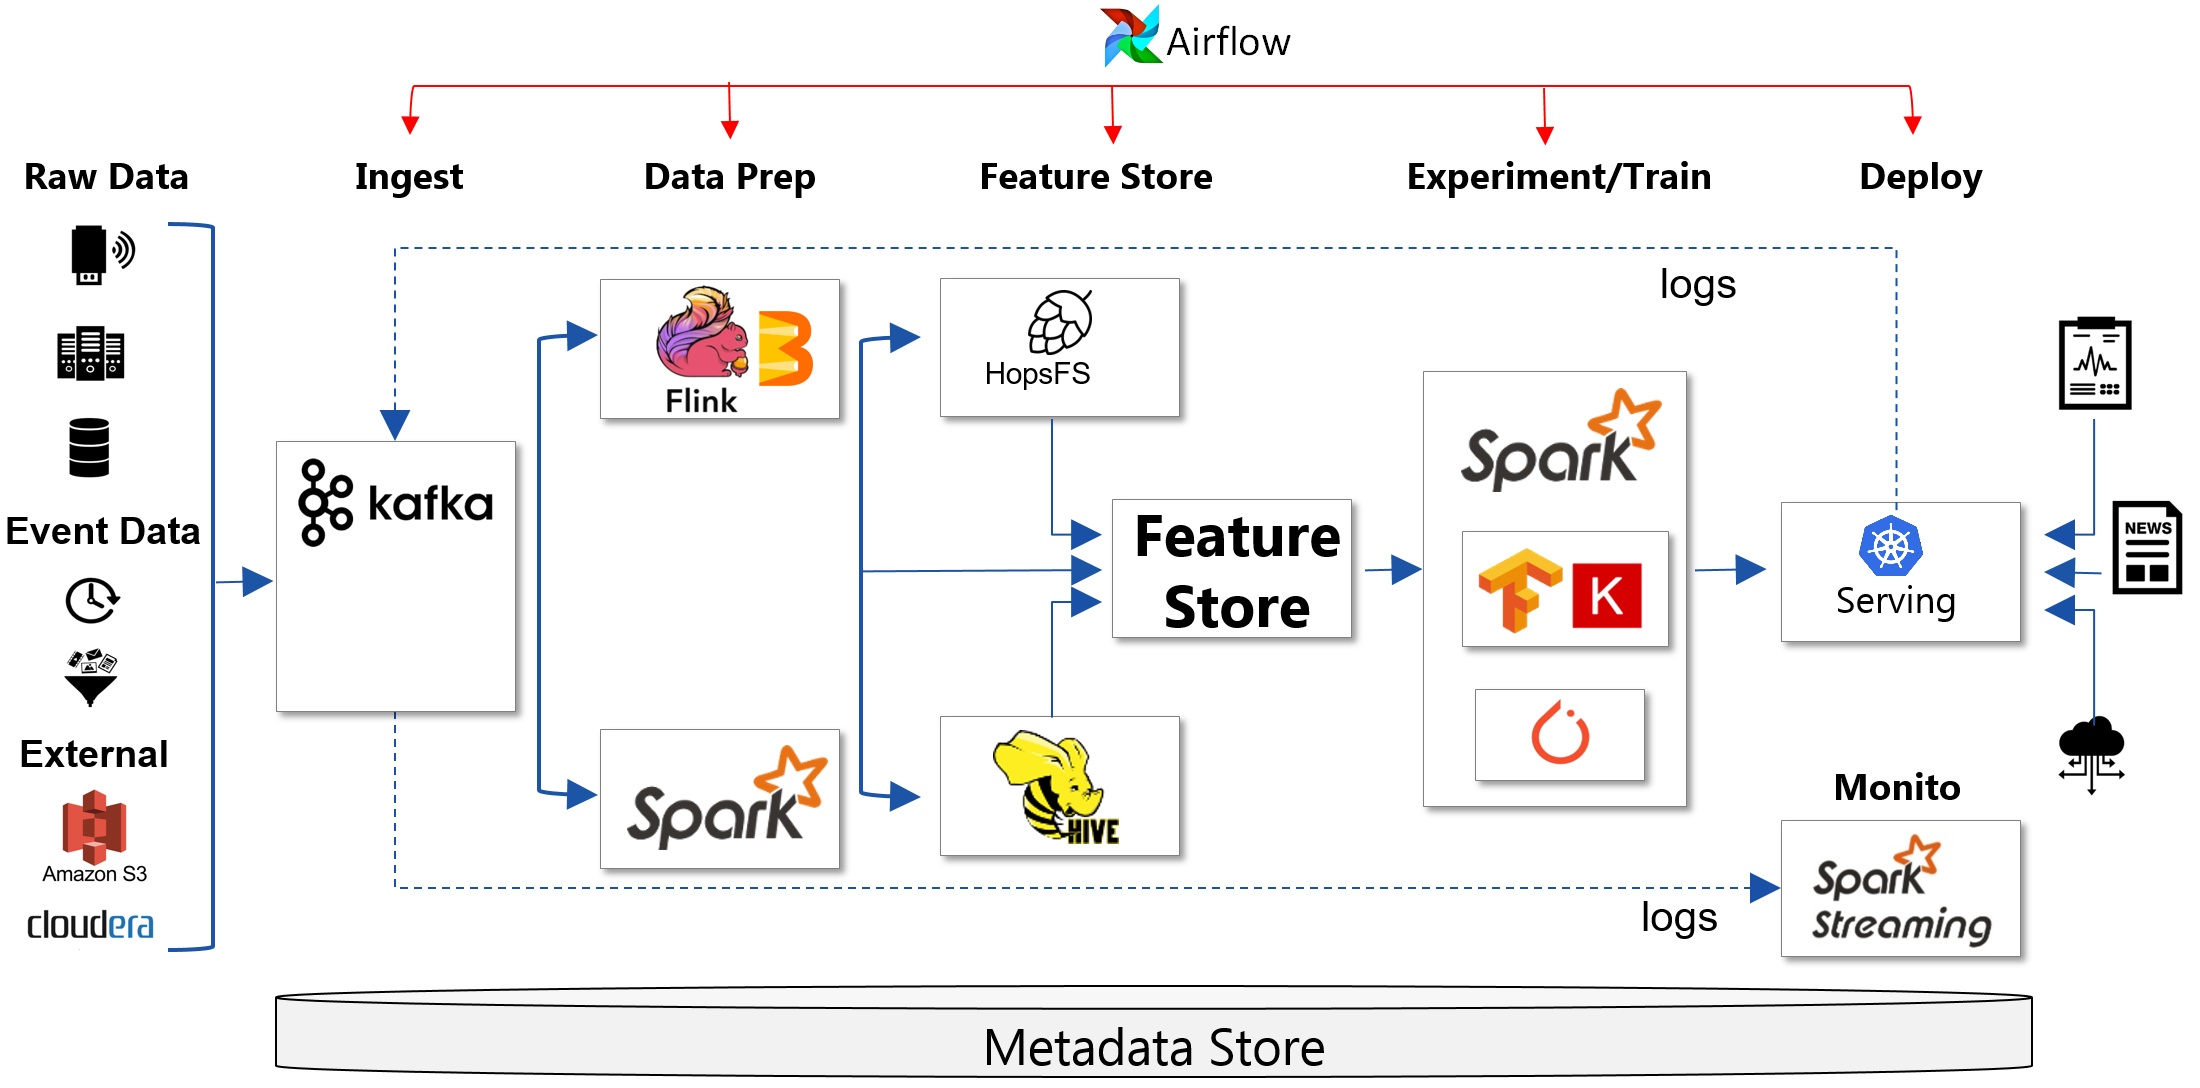 Airflow
Raw Data
Ingest
Data Prep
Feature Store
Experiment/Train
Deploy
logs
Flink
HopsFS
Spark
kafka
NEWS
Event Data
Feature
Store
K
Serving
External
Amazon S3
cloudera
Spark
HIVE
Monito
Spark
Streaming
logs
Metadata Store